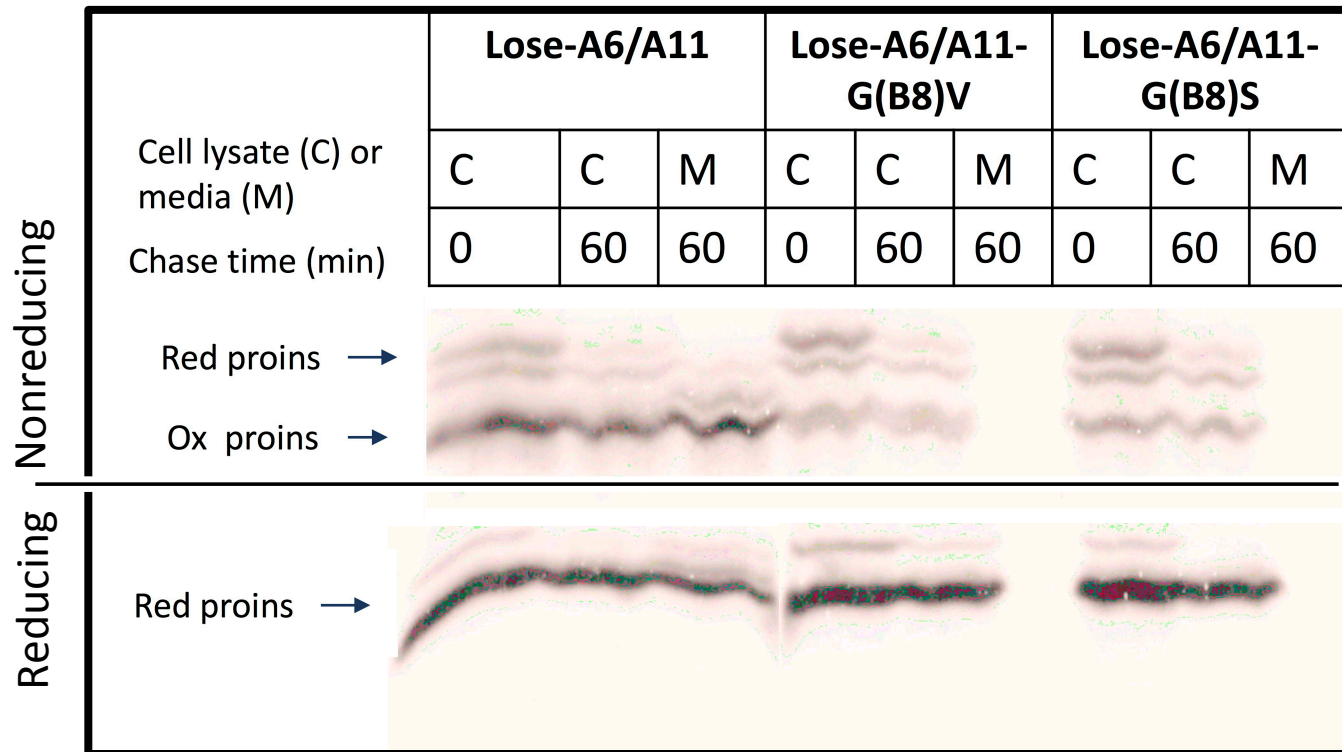 Lose-A6/A11
Lose-A6/A11-
G(B8)V
Lose-A6/A11-
G(B8)S
Cell lysate (C) or
media (M)
C C M C C M C C M
Chase time (min)
0 60 60 0 60 60 0 60 60
Nonreducing
Red proins
Ox proins
Reducing
Red proins